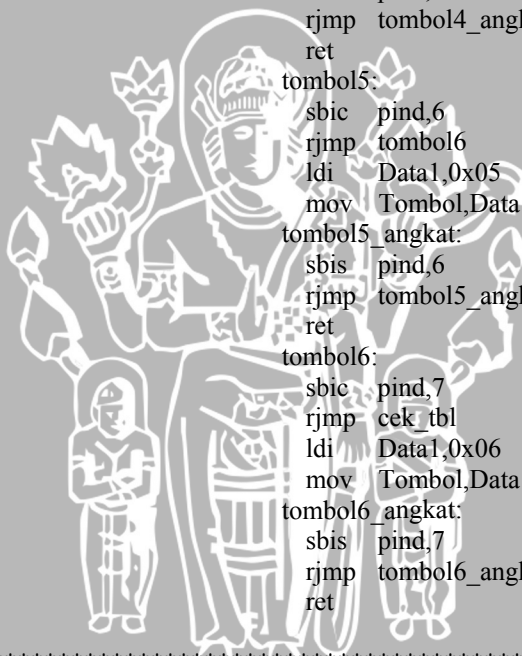 rjmp tombol4_angk
ret
tombol5:
sbic pind,6
rjmp tombol6
ldi Data1,0x05
mov Tombol,Data
tombol5_angkat:
sbis pind,6
rjmp tombol5_angk
ret
tombol6:
sbic pind,7
rjmp cek_tbl
ldi Data1,0x06
mov Tombol,Data
tombol6_angkat:
sbis pind,7
rjmp tombol6_angk
ret